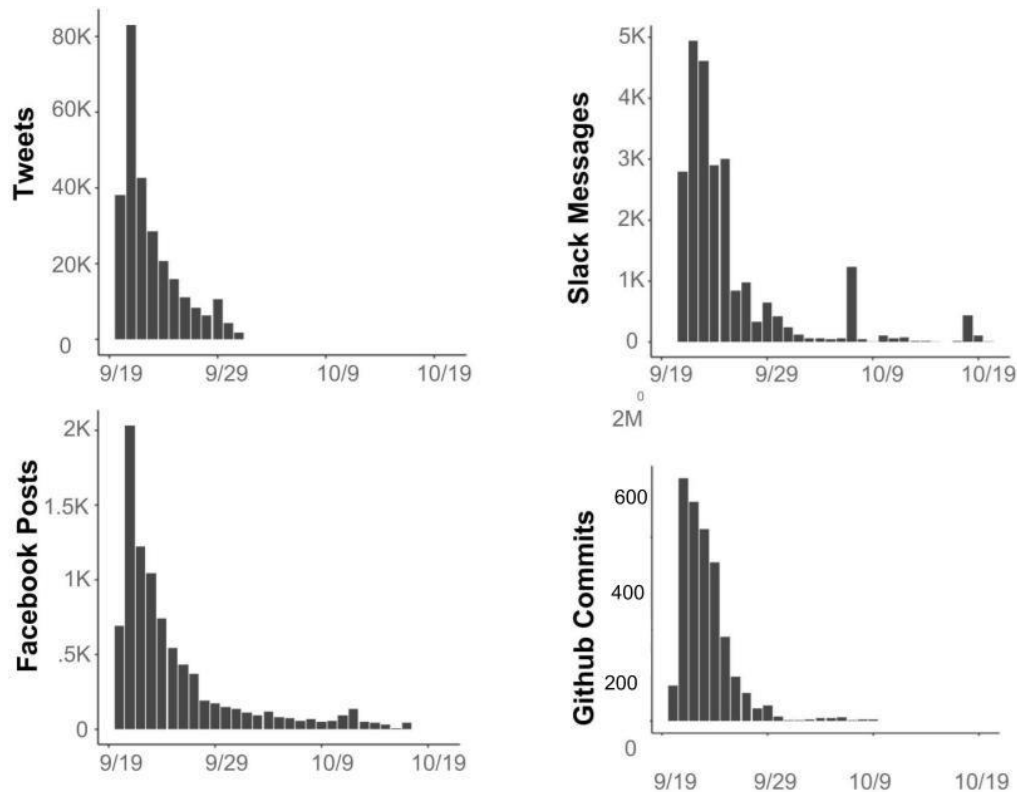 Tweets
80K
60K
40K
20K
0
9/19 9/29 10/9 10/19
Slack Messages
5K
4K
3K
2K
1K
0
9/19 9/29 10/9 10/19
Facebook Posts
2K
1.5K
1K
.5K
0
9/19 9/29 10/9 10/19
0
2M
Github Commits
600
400
200
0
9/19 9/29 10/9 10/19